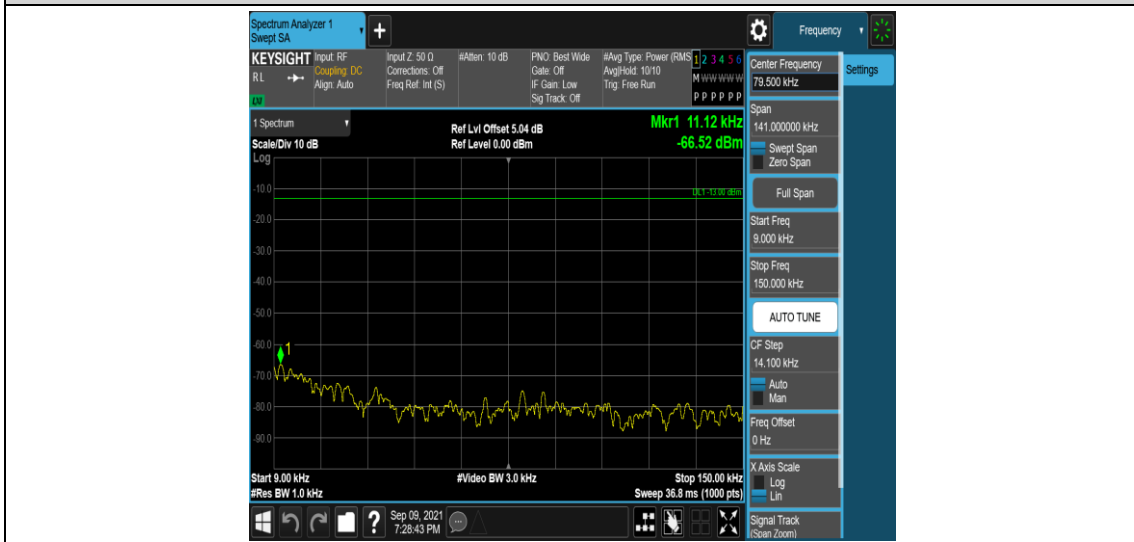 Spectrum Analyzer 1
Swept SA
+
Frequency
KEYSIGHT
RL
LXI
Input: RF
Coupling: DC
Align: Auto
Input Z: 50 Ω
Corrections: Off
Freq Ref: Int (S)
#Atten: 10 dB
PNO: Best Wide
Gate: Off
IF Gain: Low
Sig Track: Off
#Avg Type: Power (RMS
Avg|Hold: 10/10
Trig: Free Run
1 2 3 4 5 6
M W W W W W
P P P P P P
1 Spectrum
Scale/Div 10 dB
Log
Ref Lvl Offset 5.04 dB
Ref Level 0.00 dBm
Mkr1 11.12 kHz
-66.52 dBm
DL1 -13.00 dBm
-10.0
-20.0
-30.0
-40.0
-50.0
-60.0
1
-70.0
-80.0
-90.0
Start 9.00 kHz
#Video BW 3.0 kHz
Stop 150.00 kHz
#Res BW 1.0 kHz
Sweep 36.8 ms (1000 pts)
?
Sep 09, 2021
7:28:43 PM
Center Frequency
79.500 kHz
Settings
Span
141.000000 kHz
Swept Span
Zero Span
Full Span
Start Freq
9.000 kHz
Stop Freq
150.000 kHz
AUTO TUNE
CF Step
14.100 kHz
Auto
Man
Freq Offset
0 Hz
X Axis Scale
Log
Lin
Signal Track
(Span Zoom)